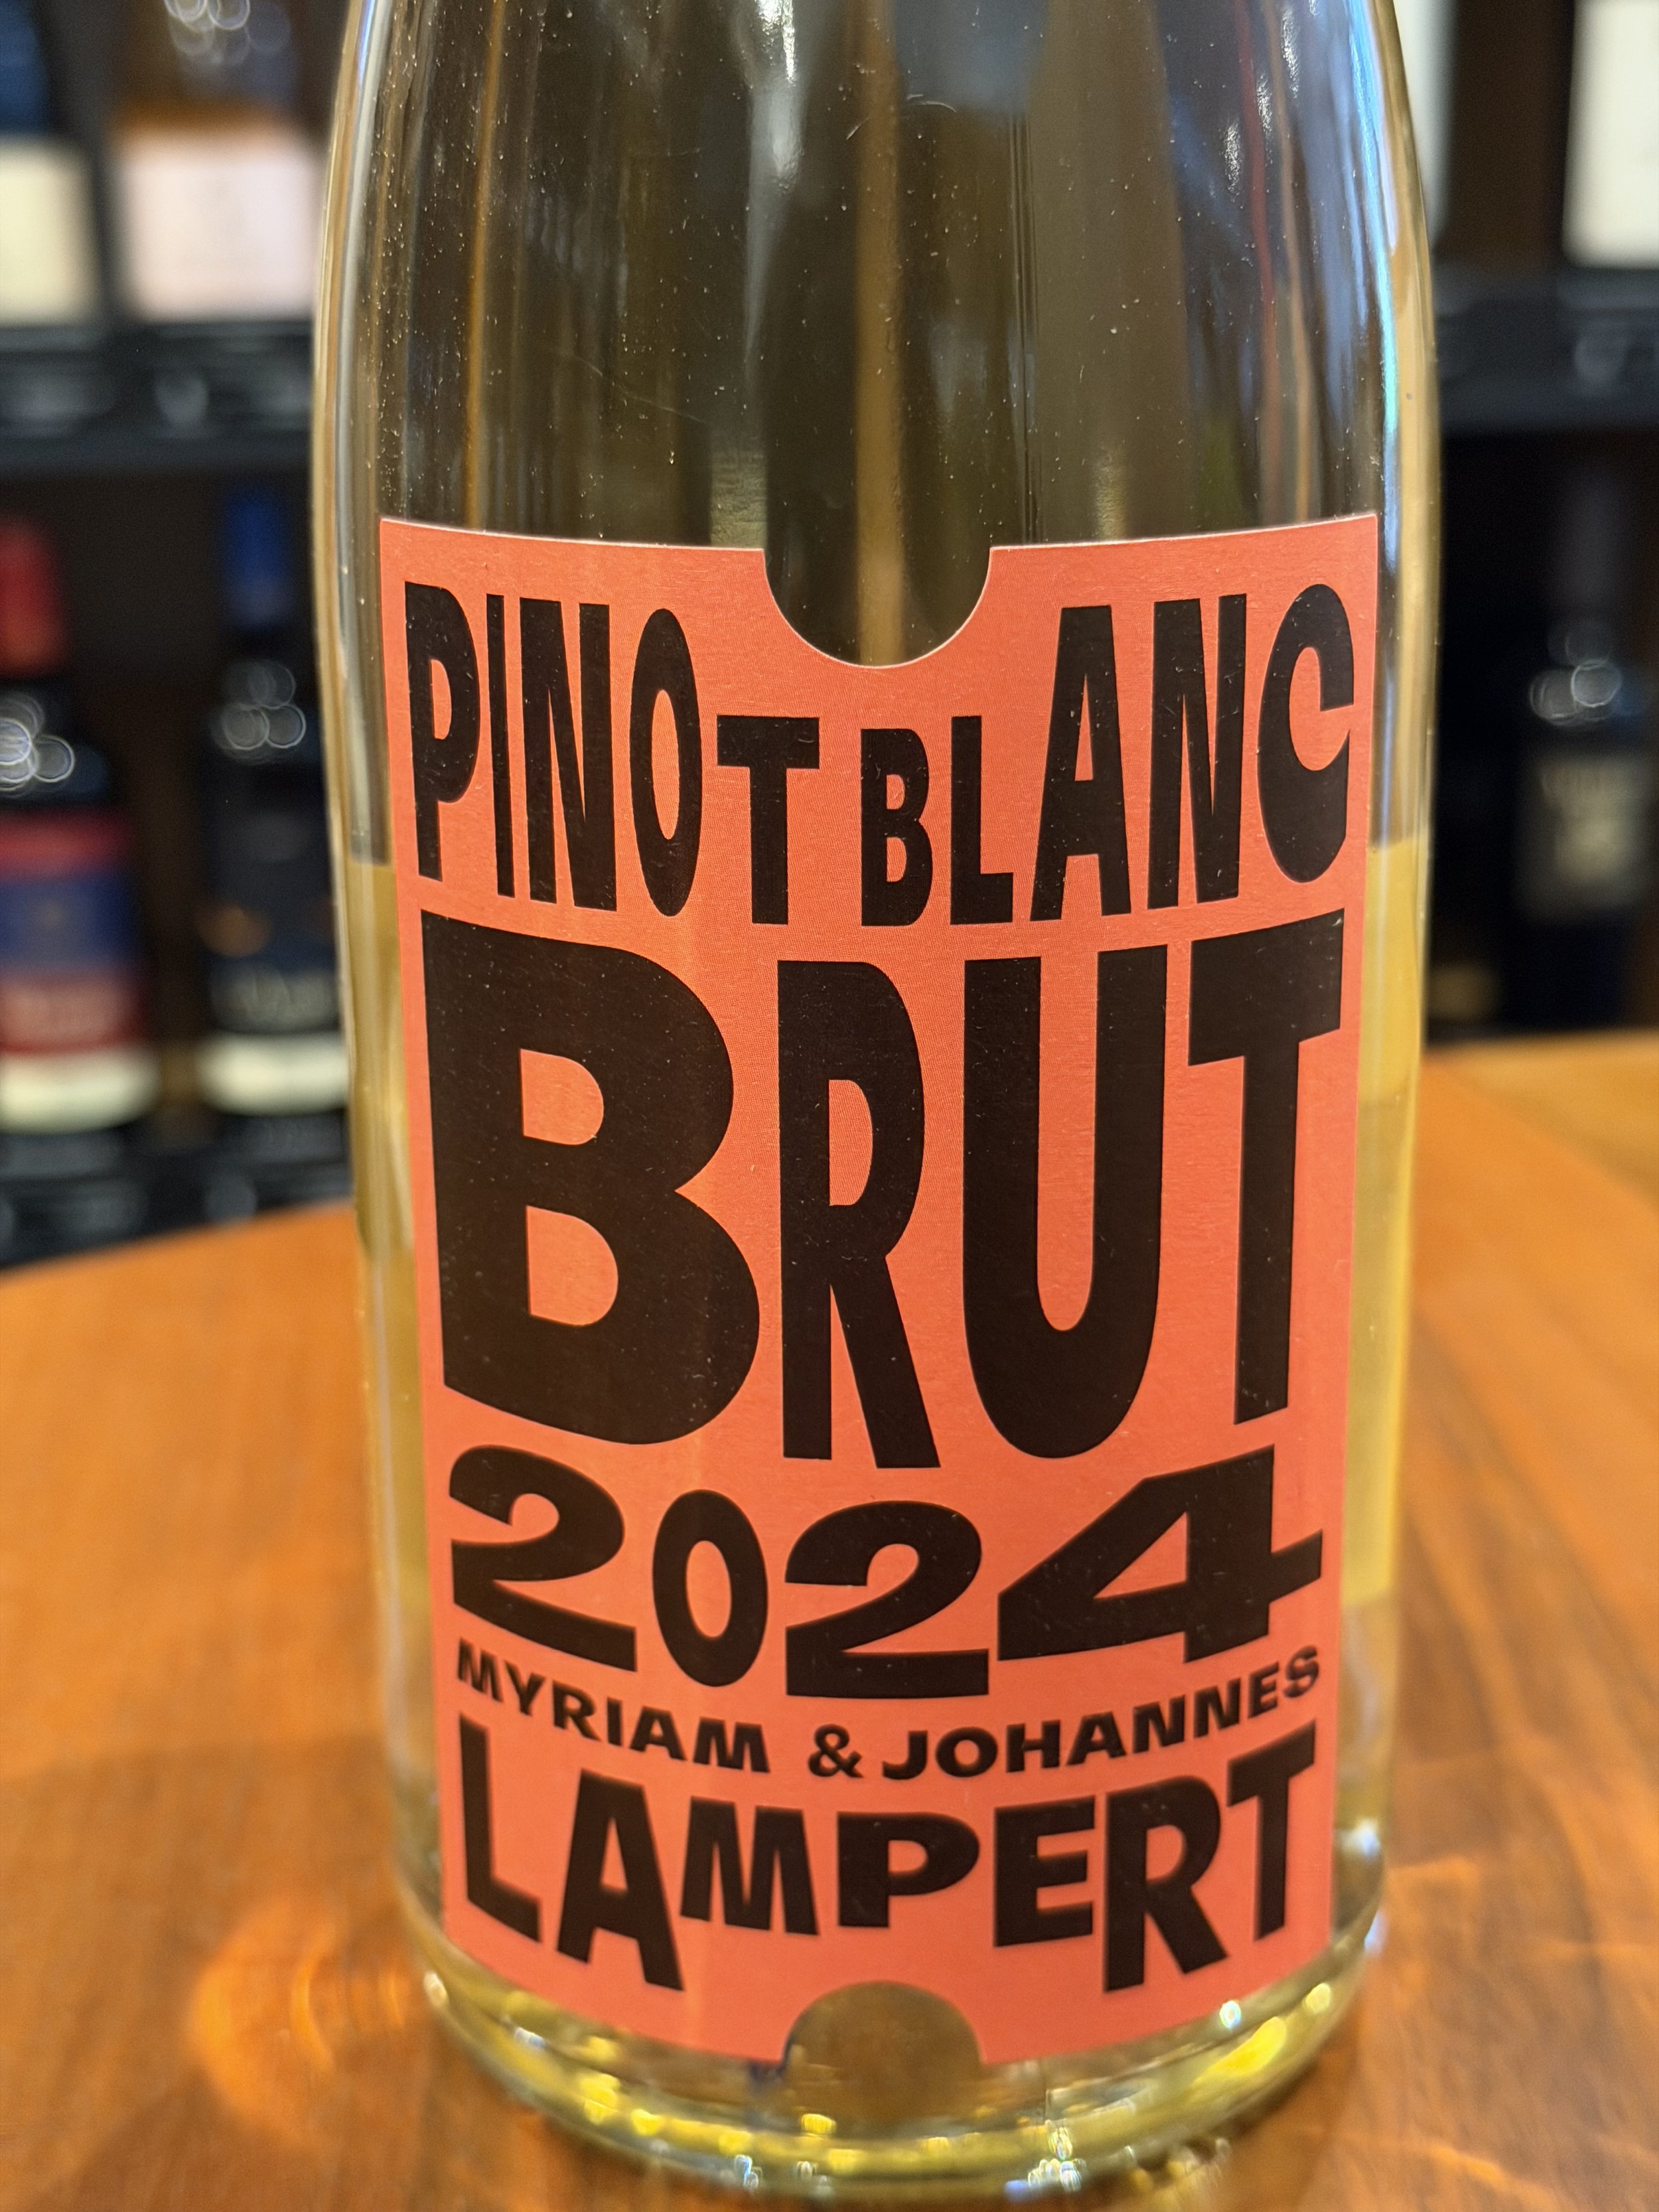 PINOT BLANC
BRUT
2024
MYRIAM & JOHANNES
LAMPERT